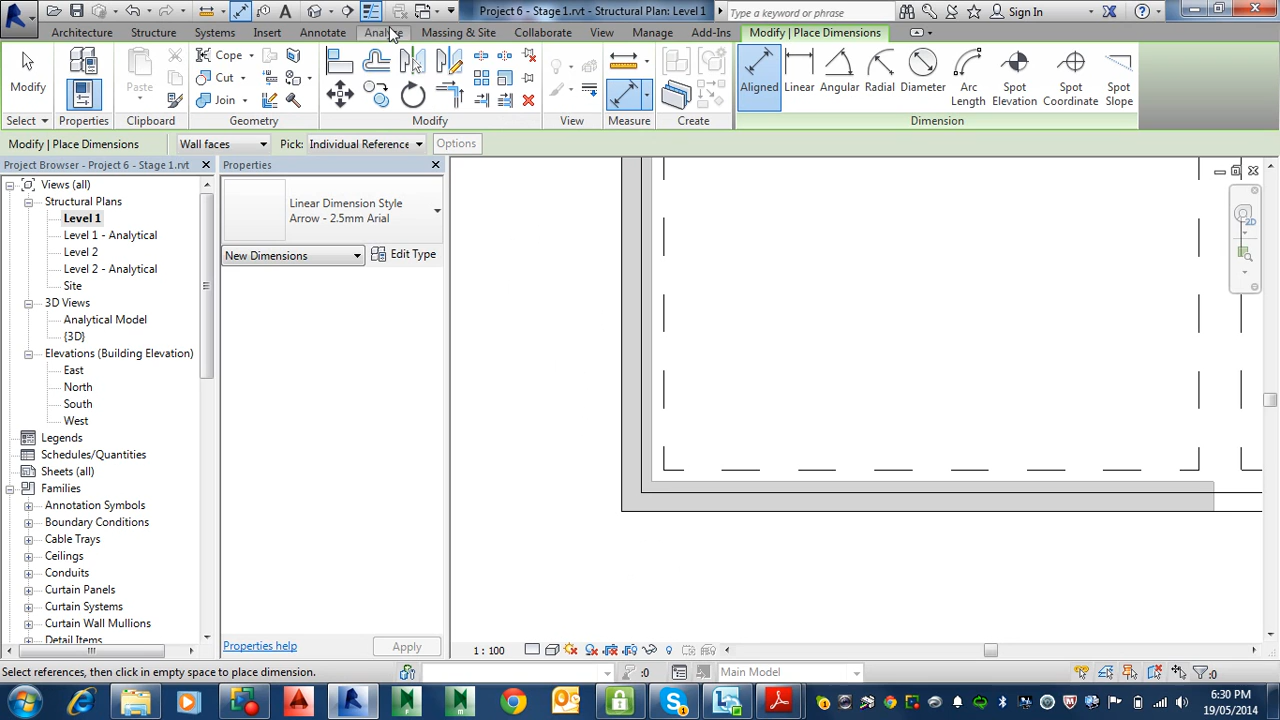 Project 6 - Stage 1.rvt - Structural Plan: Level 1
Type a keyword or phrase
Sign In
Architecture
Structure
Systems
Insert
Annotate
Massing & Site
Collaborate
View
Manage
Add-Ins
Modify | Place Dimensions
Modify
Paste
Cope
Cut
Join
Aligned
Linear
Angular
Radial
Diameter
Arc
Length
Spot
Elevation
Spot
Coordinate
Spot
Slope
Select
Properties
Clipboard
Geometry
Modify
View
Measure
Create
Dimension
Modify | Place Dimensions
Wall faces
Pick:
Individual Reference
Options
Project Browser - Project 6 - Stage 1.rvt
Views (all)
Structural Plans
Level 1
Level 1 - Analytical
Level 2
Level 2 - Analytical
Site
3D Views
Analytical Model
{3D}
Elevations (Building Elevation)
East
North
South
West
Legends
Schedules/Quantities
Sheets (all)
Families
Annotation Symbols
Boundary Conditions
Cable Trays
Ceilings
Conduits
Curtain Panels
Curtain Systems
Curtain Wall Mullions
Detail Items
Properties
Linear Dimension Style
Arrow - 2.5mm Arial
New Dimensions
Edit Type
Properties help
Apply
2D
1 : 100
Select references, then click in empty space to place dimension.
:0
Main Model
:0
6:30 PM
19/05/2014